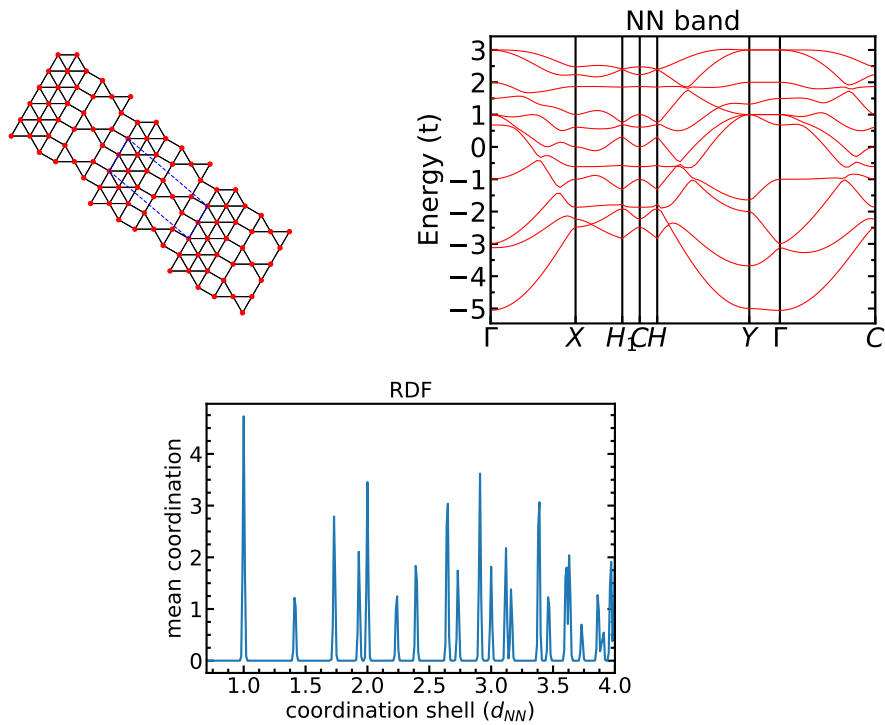 NN band
Energy (t)
3
2
1
0
−1
−2
−3
−4
−5
Γ X H₁ C H Y Γ C
RDF
mean coordination
4
3
2
1
0
1.0 1.5 2.0 2.5 3.0 3.5 4.0
coordination shell (d_NN)